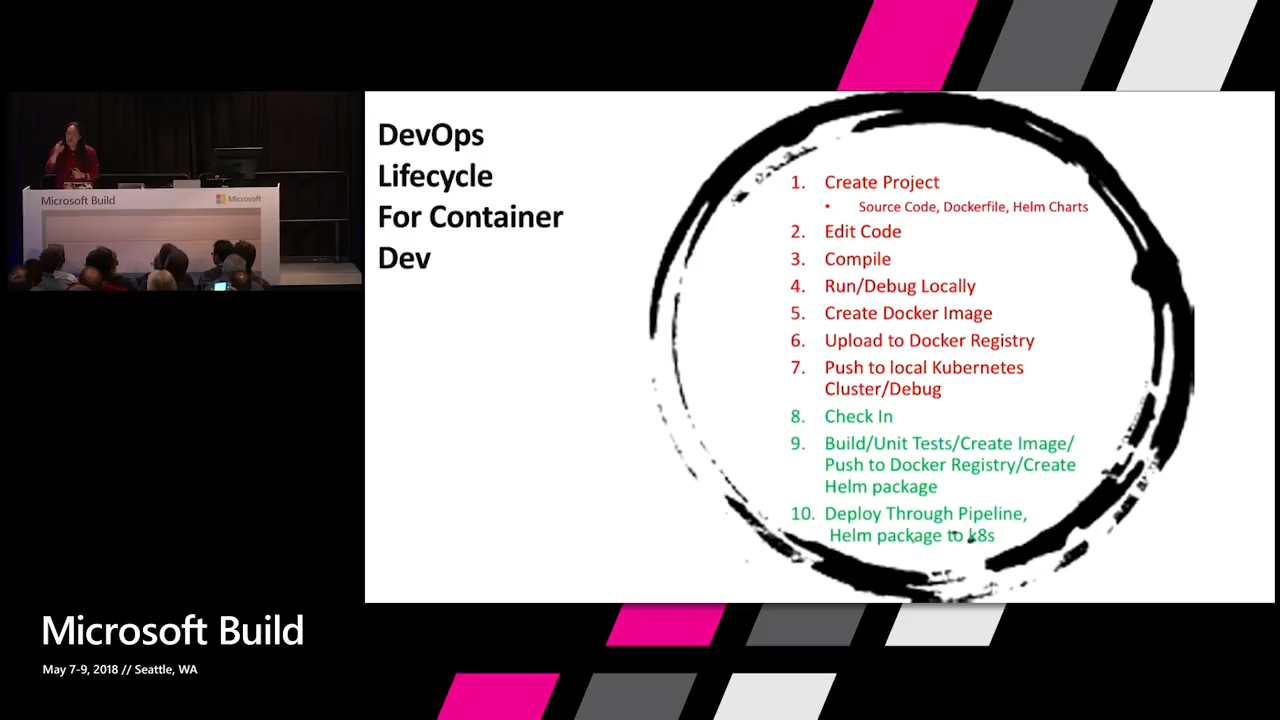 Microsoft Build
Microsoft
DevOps
Lifecycle
For Container
Dev
1. Create Project
• Source Code, Dockerfile, Helm Charts
2. Edit Code
3. Compile
4. Run/Debug Locally
5. Create Docker Image
6. Upload to Docker Registry
7. Push to local Kubernetes
Cluster/Debug
8. Check In
9. Build/Unit Tests/Create Image/
Push to Docker Registry/Create
Helm package
10. Deploy Through Pipeline,
Helm package to k8s
Microsoft Build
May 7-9, 2018 // Seattle, WA